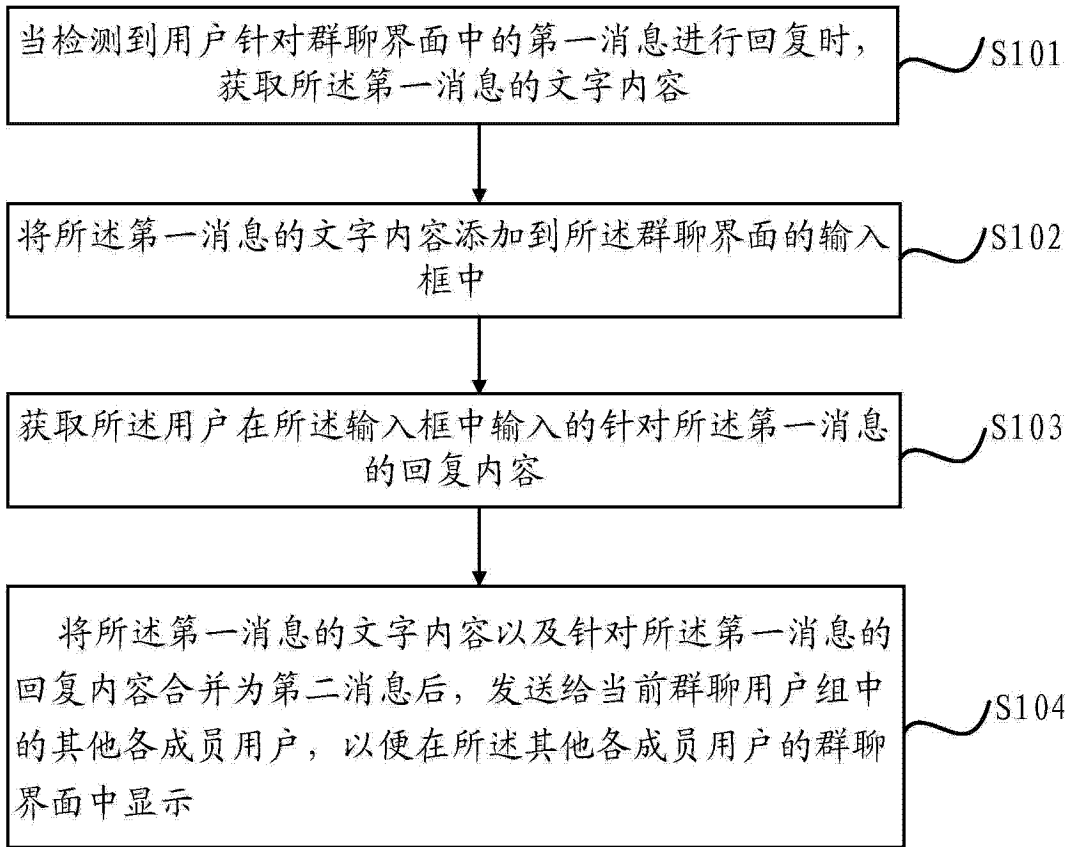 当检测到用户针对群聊界面中的第一消息进行回复时，
获取所述第一消息的文字内容
S101
将所述第一消息的文字内容添加到所述群聊界面的输入
框中
S102
获取所述用户在所述输入框中输入的针对所述第一消息
的回复内容
S103
将所述第一消息的文字内容以及针对所述第一消息的
回复内容合并为第二消息后，发送给当前群聊用户组中
的其他各成员用户，以便在所述其他各成员用户的群聊
界面中显示
S104